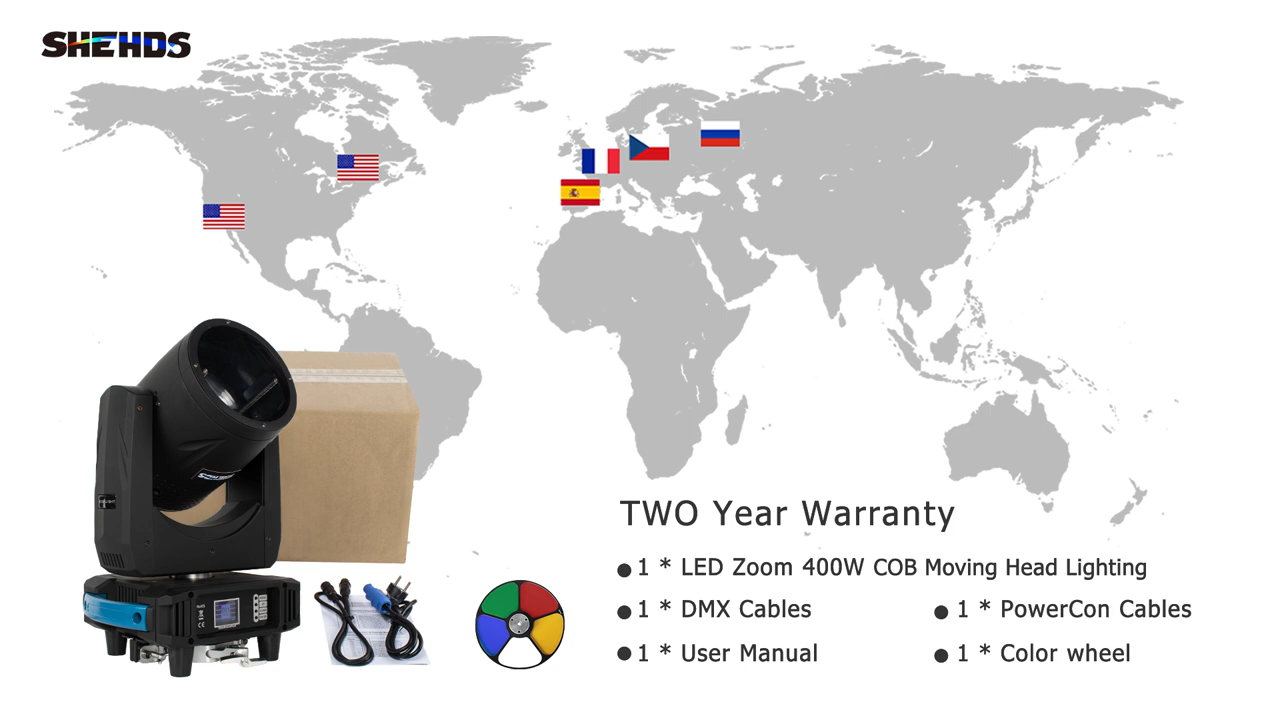 SHEHDS
TWO Year Warranty
● 1 * LED Zoom 400W COB Moving Head Lighting
● 1 * DMX Cables ● 1 * PowerCon Cables
● 1 * User Manual ● 1 * Color wheel